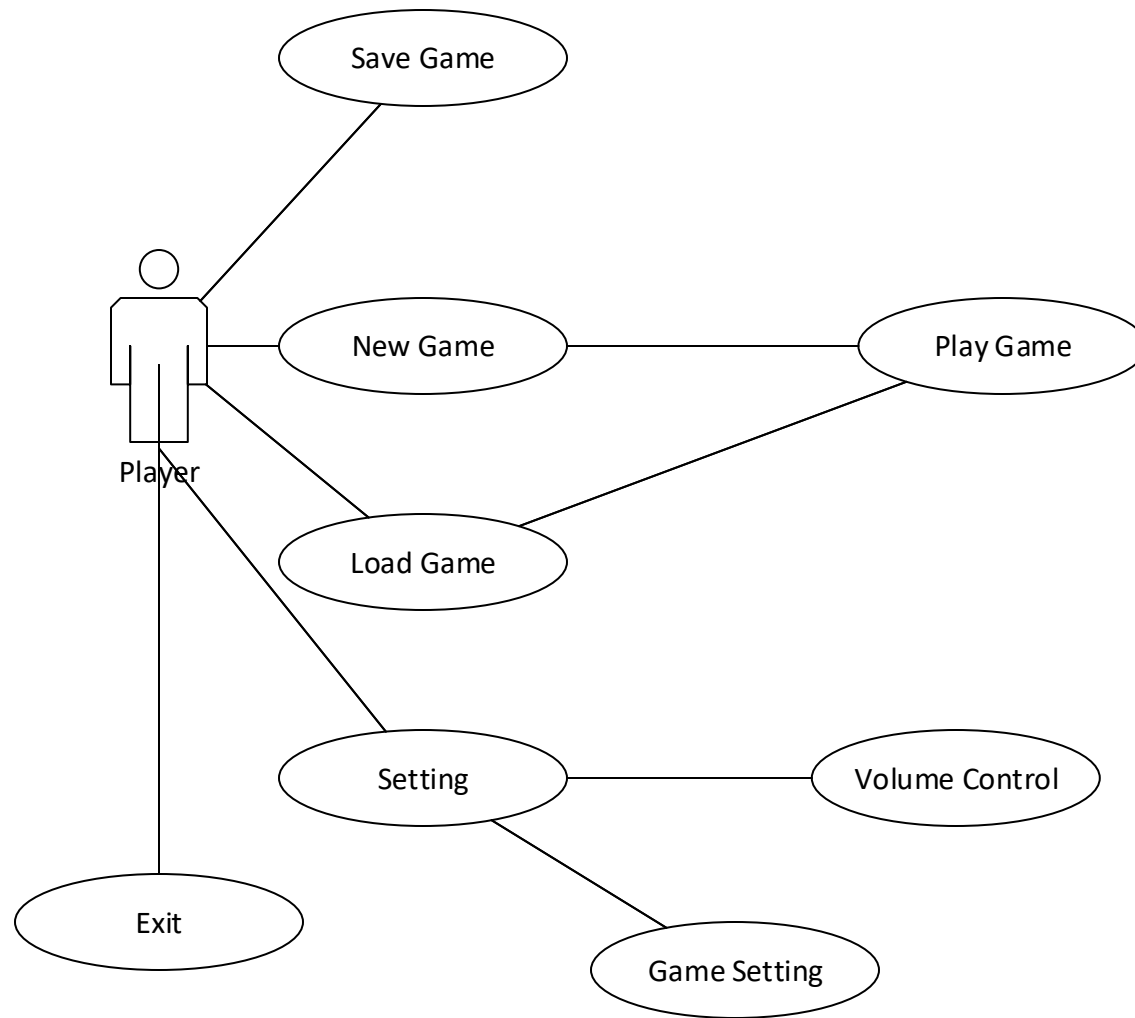 Save Game
New Game
Play Game
Player
Load Game
Setting
Volume Control
Exit
Game Setting